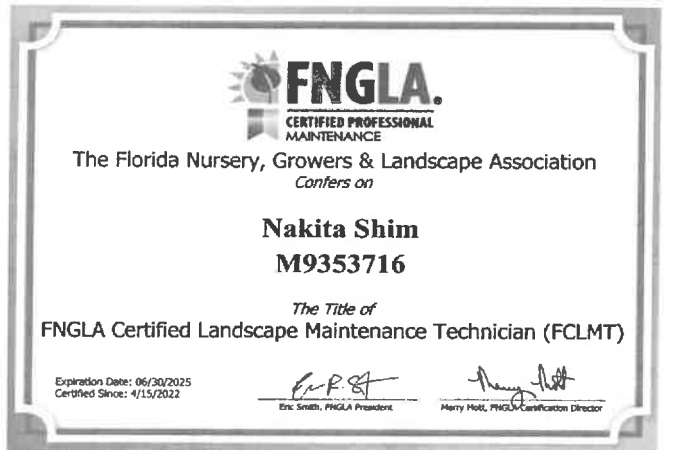 FNGLA.
CERTIFIED PROFESSIONAL
MAINTENANCE
The Florida Nursery, Growers & Landscape Association
Confers on
Nakita Shim
M9353716
The Title of
FNGLA Certified Landscape Maintenance Technician (FCLMT)
Expiration Date: 06/30/2025
Certified Since: 4/15/2022
Eric Smith, FNGLA President
Merry Mott, FNGLA Certification Director